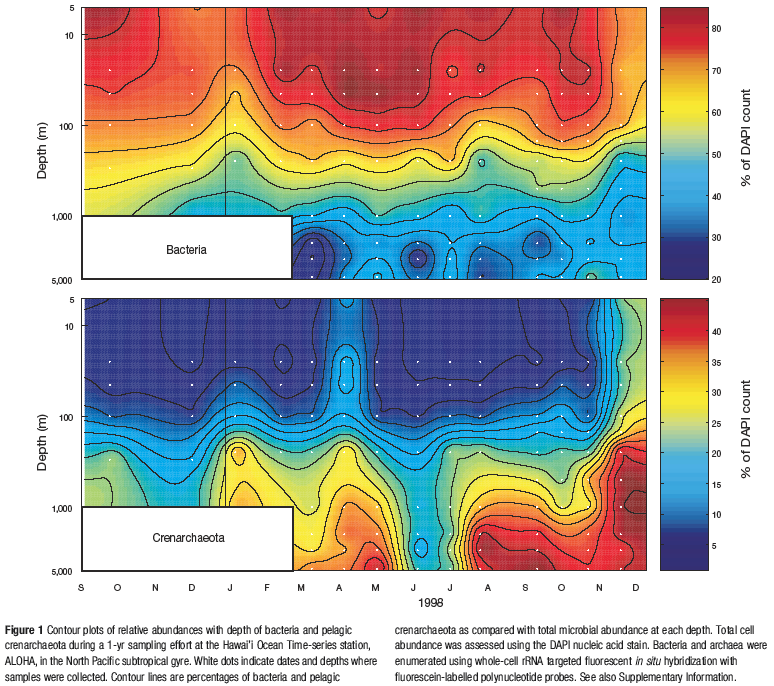 5
10
100
1,000
5,000
Depth (m)
Bacteria
80
70
60
50
40
30
20
% of DAPI count
5
10
100
1,000
5,000
Depth (m)
Crenarchaeota
40
35
30
25
20
15
10
5
% of DAPI count
S O N D J F M A M J J A S O N D
1998
Figure 1 Contour plots of relative abundances with depth of bacteria and pelagic
crenarchaeota during a 1-yr sampling effort at the Hawai'i Ocean Time-series station,
ALOHA, in the North Pacific subtropical gyre. White dots indicate dates and depths where
samples were collected. Contour lines are percentages of bacteria and pelagic
crenarchaeota as compared with total microbial abundance at each depth. Total cell
abundance was assessed using the DAPI nucleic acid stain. Bacteria and archaea were
enumerated using whole-cell rRNA targeted fluorescent in situ hybridization with
fluorescein-labelled polynucleotide probes. See also Supplementary Information.